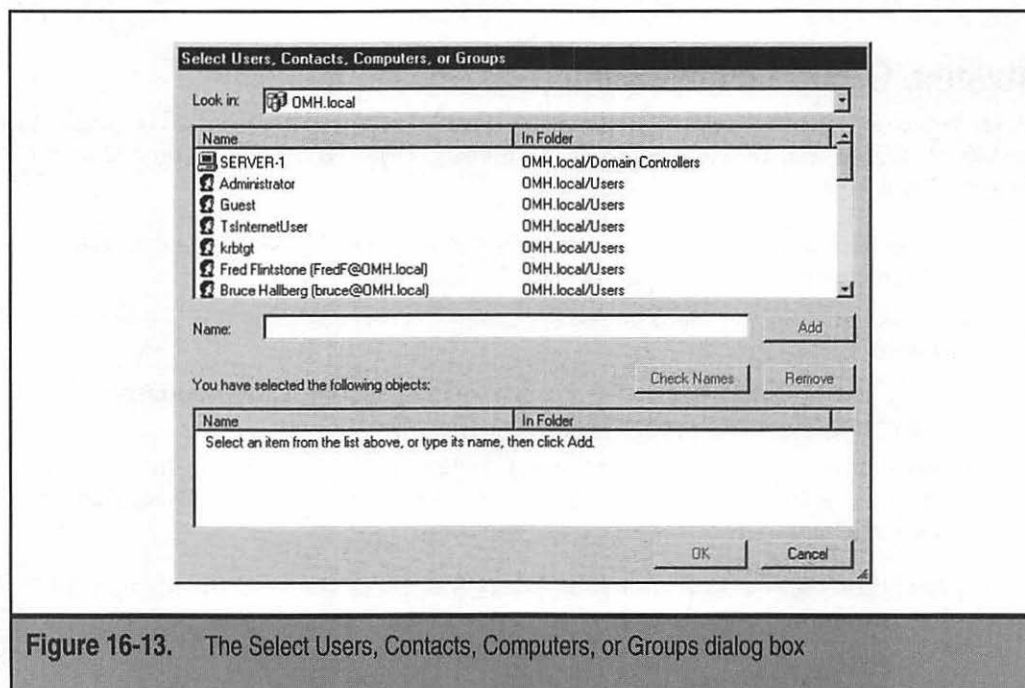 Select Users, Contacts, Computers, or Groups
Look in: OMH.local
Name In Folder
SERVER-1 OMH.local/Domain Controllers
Administrator OMH.local/Users
Guest OMH.local/Users
TsInternetUser OMH.local/Users
krbtgt OMH.local/Users
Fred Flintstone (FredF@OMH.local) OMH.local/Users
Bruce Hallberg (bruce@OMH.local) OMH.local/Users
Name: Add
You have selected the following objects: Check Names Remove
Name In Folder
Select an item from the list above, or type its name, then click Add.
OK Cancel
Figure 16-13. The Select Users, Contacts, Computers, or Groups dialog box